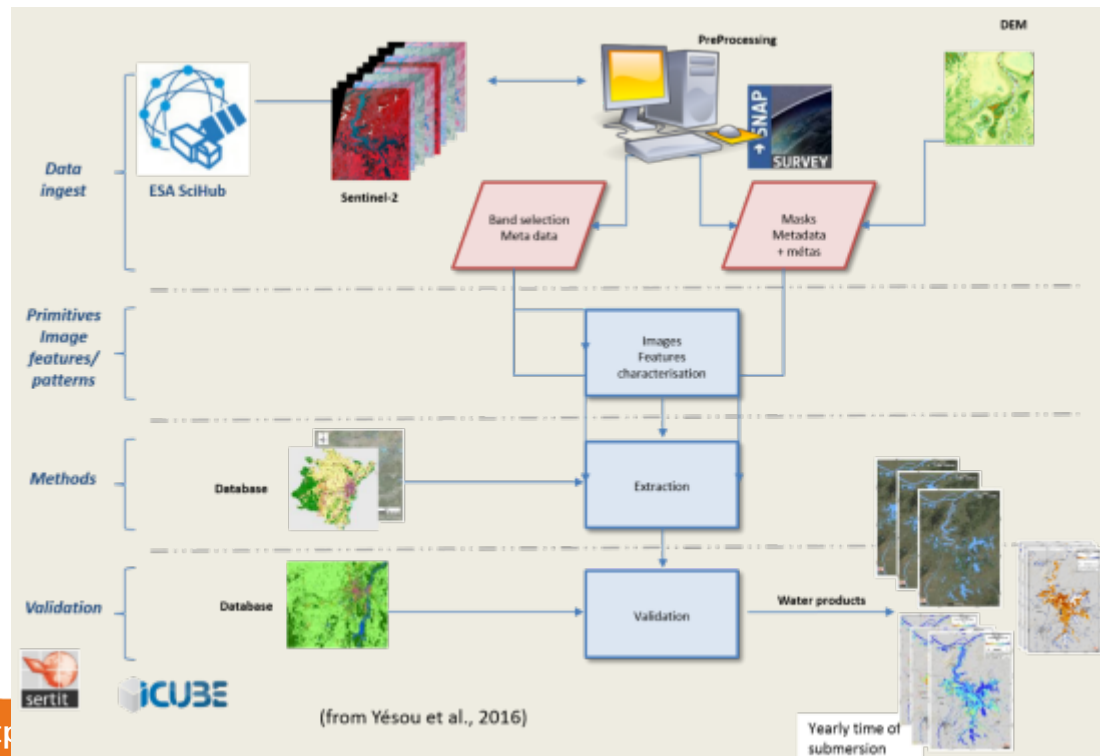 DEM
PreProcessing
SNAP
SURVEY
Data
ingest
ESA SciHub
Sentinel-2
Band selection
Meta data
Masks
Metadata
+ métas
Primitives
Image
features/
patterns
Images
Features
characterisation
Methods
Database
Extraction
Validation
Database
Validation
Water products
sertit
iCUBE
(from Yésou et al., 2016)
Yearly time of
submersion